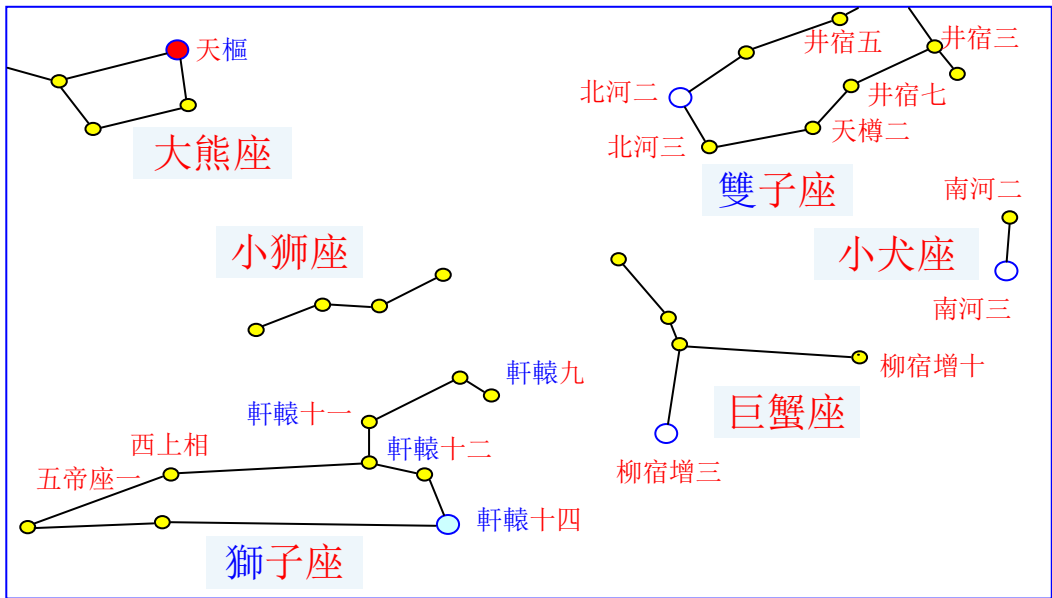 天樞
大熊座
井宿五
井宿三
北河二
井宿七
天樽二
北河三
雙子座
南河二
小狮座
小犬座
南河三
軒轅九
柳宿增十
軒轅十一
巨蟹座
西上相
軒轅十二
柳宿增三
五帝座一
軒轅十四
獅子座